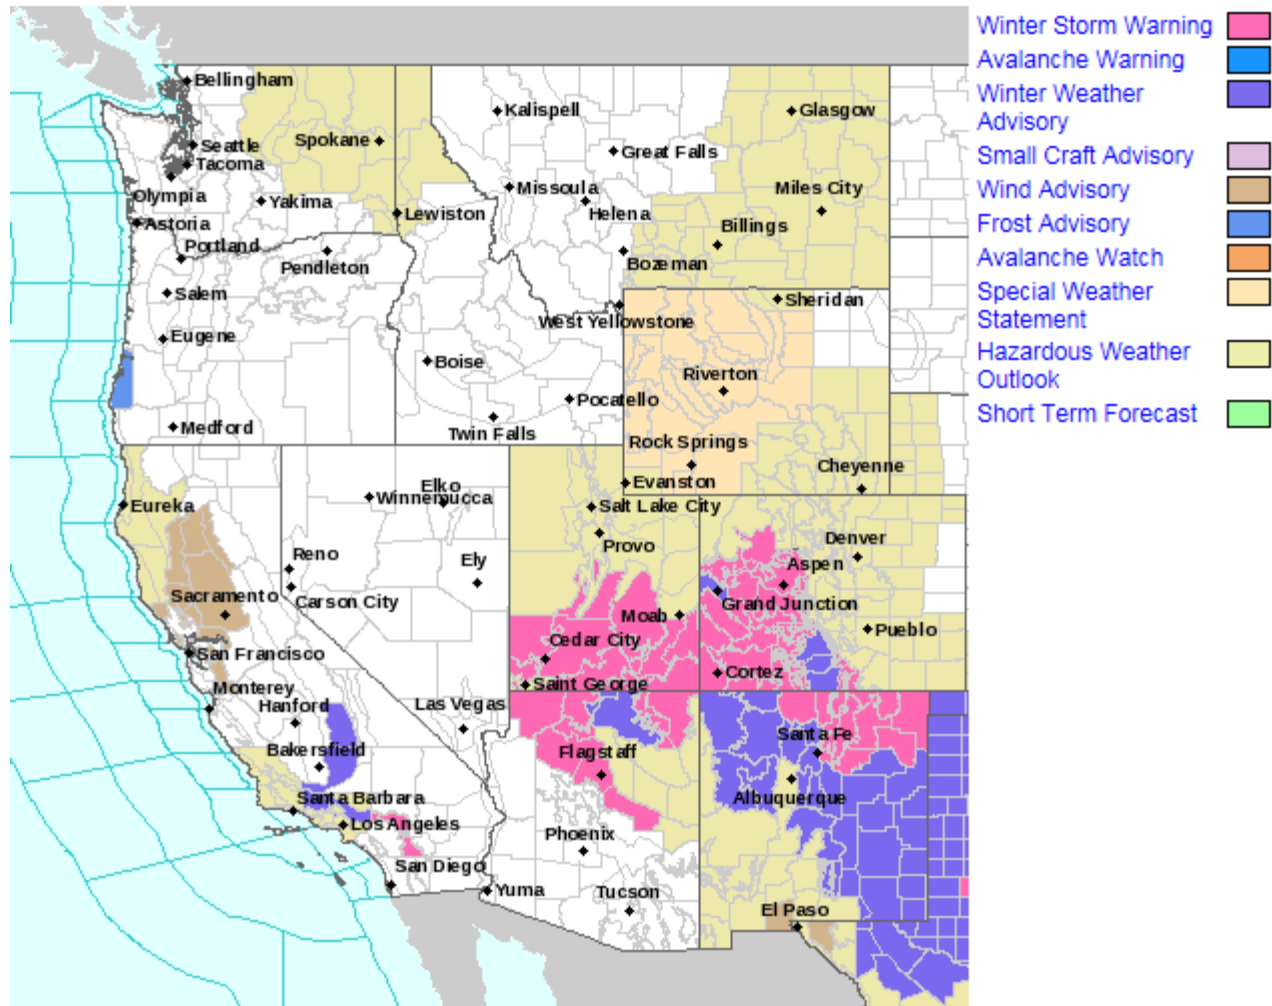 Winter Storm Warning
Avalanche Warning
Winter Weather
Advisory
Small Craft Advisory
Wind Advisory
Frost Advisory
Avalanche Watch
Special Weather
Statement
Hazardous Weather
Outlook
Short Term Forecast
Bellingham
Kalispell
Glasgow
Seattle
Spokane
Great Falls
Tacoma
Olympia
Yakima
Missoula
Miles City
Astoria
Lewiston
Helena
Billings
Portland
Pendleton
Bozeman
Salem
Sheridan
West Yellowstone
Eugene
Boise
Riverton
Pocatello
Medford
Twin Falls
Rock Springs
Cheyenne
Evanston
Elko
Winnemucca
Eureka
Salt Lake City
Provo
Denver
Reno
Ely
Aspen
Sacramento
Carson City
Grand Junction
Moab
Pueblo
Cedar City
San Francisco
Cortez
Saint George
Monterey
Hanford
Las Vegas
Santa Fe
Bakersfield
Flagstaff
Santa Barbara
Albuquerque
Los Angeles
Phoenix
San Diego
Yuma
Tucson
El Paso